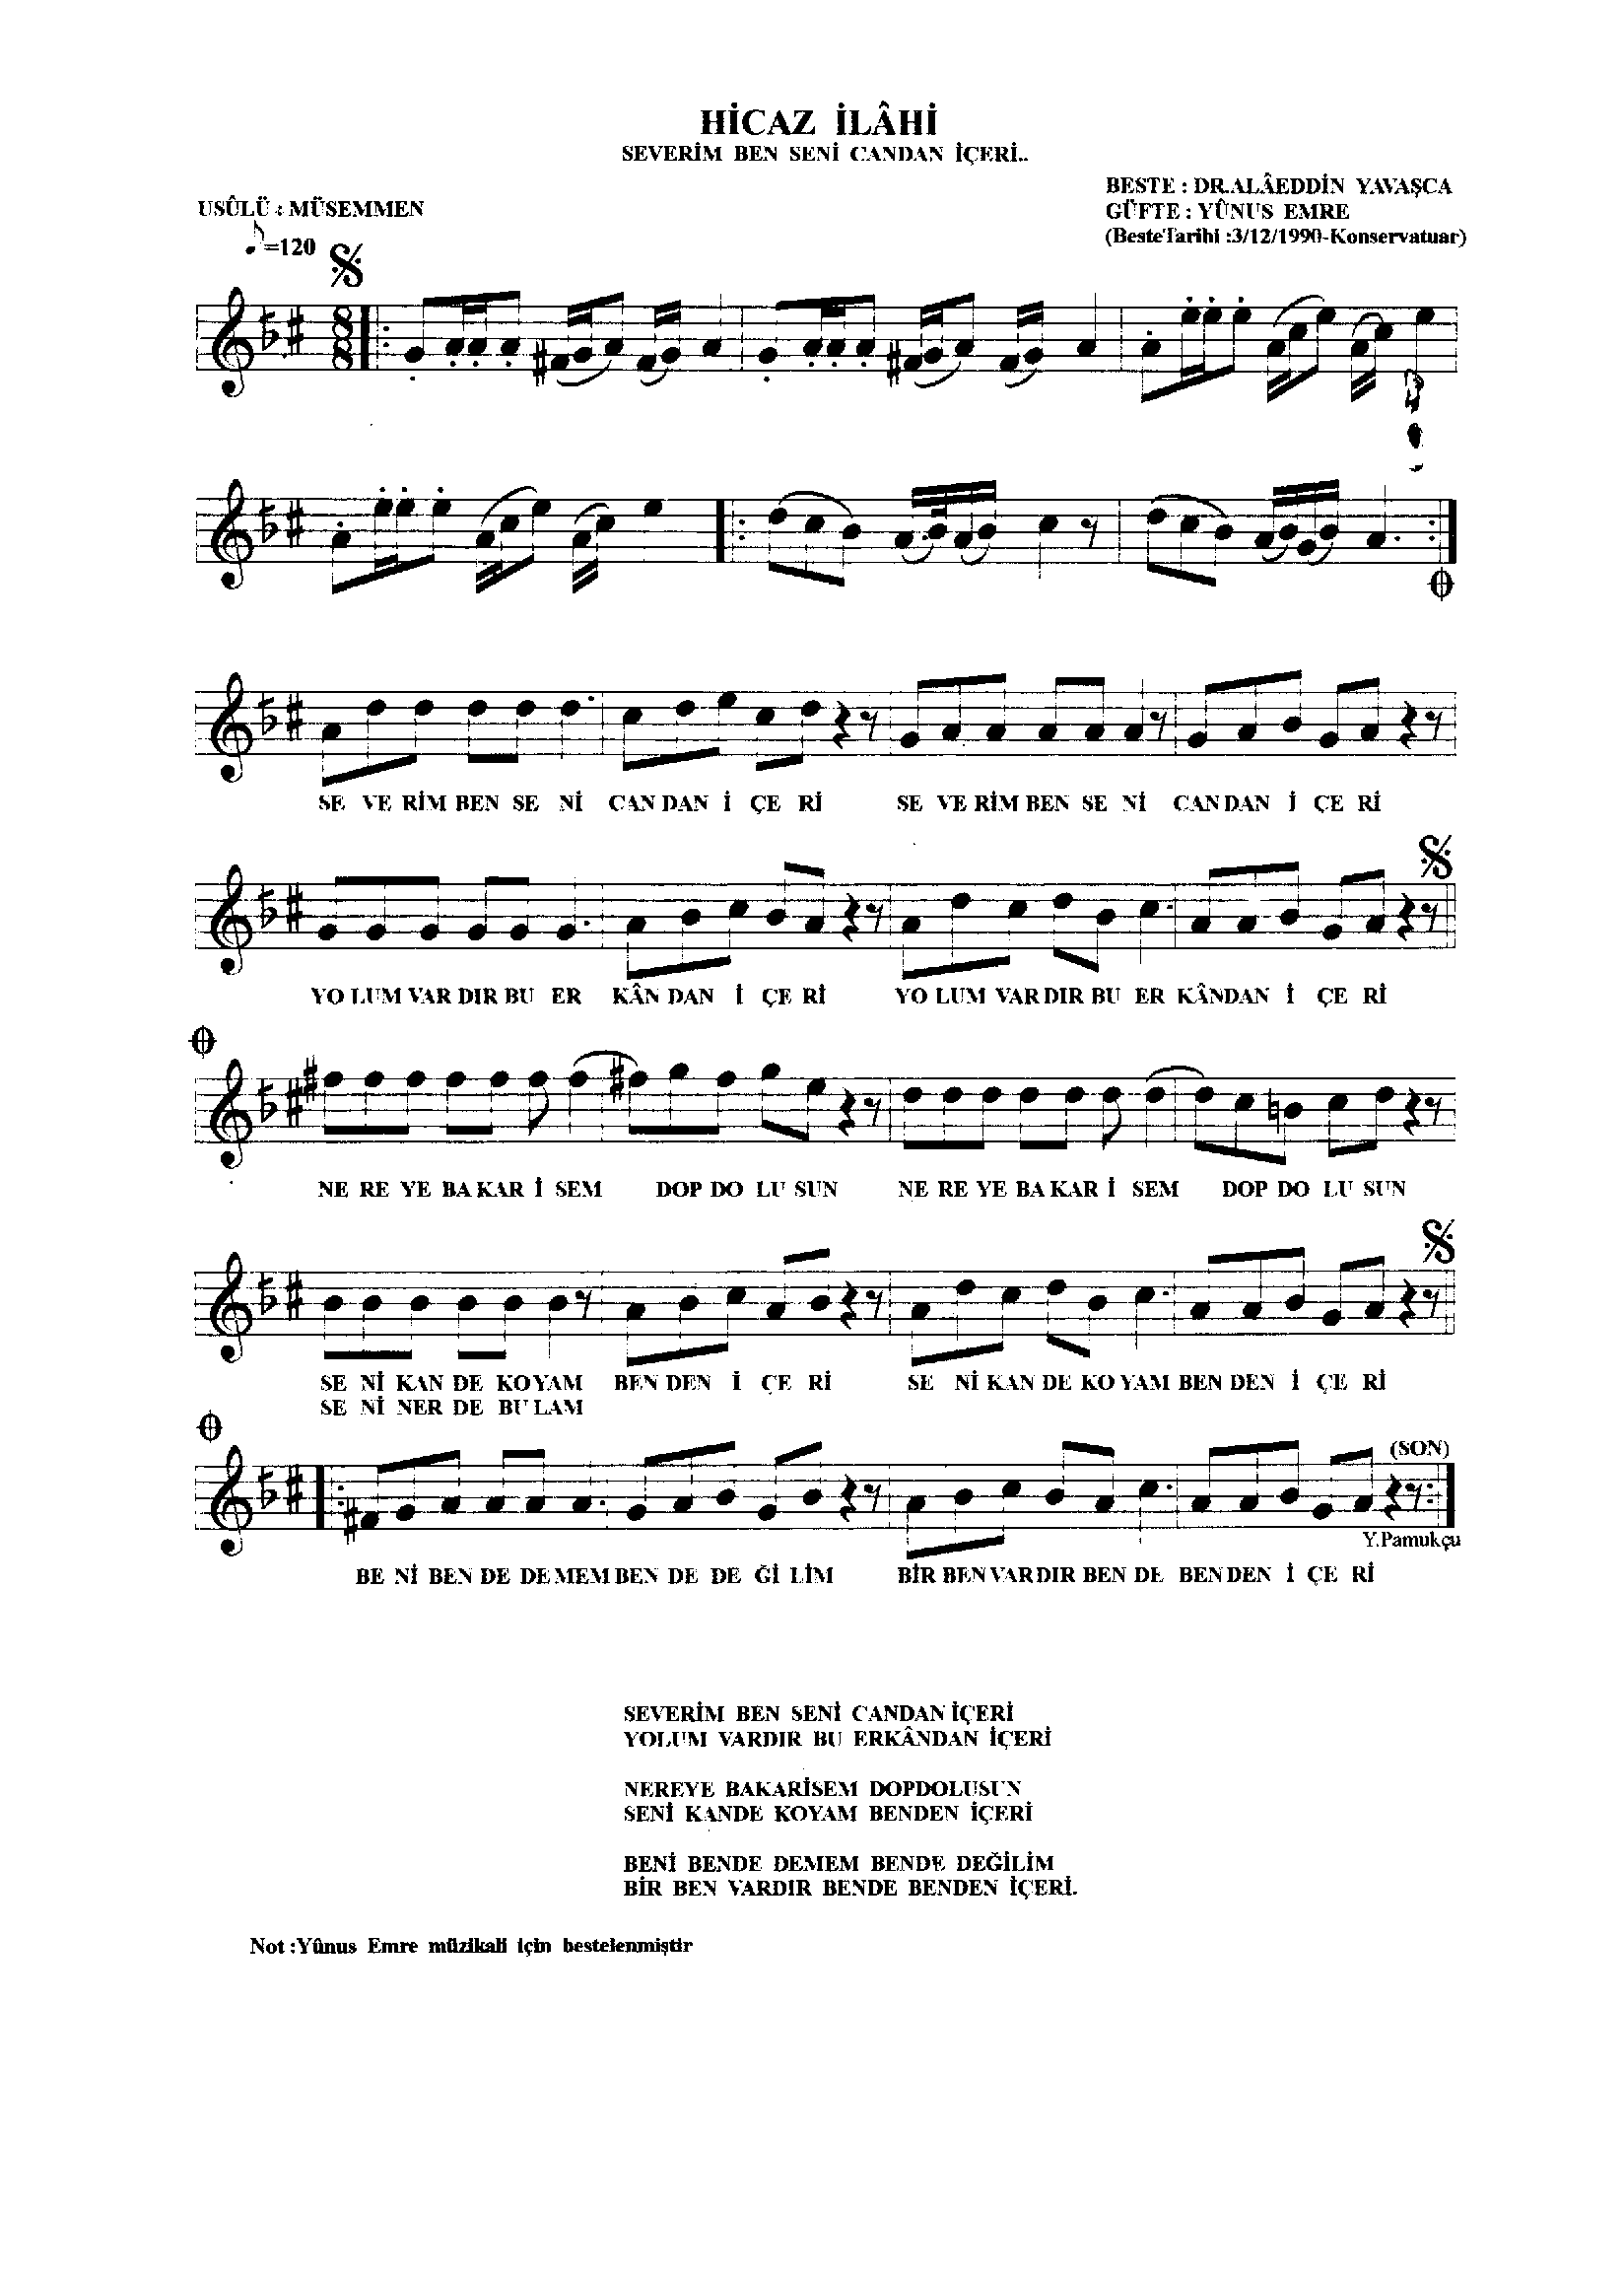 HİCAZ İLÂHİ
SEVERİM BEN SENİ CANDAN İÇERİ..
BESTE : DR.ALÂEDDİN YAVAŞCA
USÛLÜ : MÜSEMMEN
GÜFTE : YÛNUS EMRE
=120
(BesteTarihi :3/12/1990-Konservatuar)
8
8
SE VE RİM BEN SE Nİ CAN DAN İ ÇE Rİ SE VE RİM BEN SE Nİ CAN DAN İ ÇE Rİ
YO LUM VAR DIR BU ER KÂN DAN İ ÇE Rİ YO LUM VAR DIR BU ER KÂN DAN İ ÇE Rİ
NE RE YE BA KAR İ SEM DOP DO LU SUN NE RE YE BA KAR İ SEM DOP DO LU SUN
SE Nİ KAN DE KO YAM BEN DEN İ ÇE Rİ SE Nİ KAN DE KO YAM BEN DEN İ ÇE Rİ
SE Nİ NER DE BU LAM
(SON)
Y.Pamukçu
BE Nİ BEN DE DE MEM BEN DE DE Ğİ LİM BİR BEN VAR DIR BEN DE BEN DEN İ ÇE Rİ
SEVERİM BEN SENİ CANDAN İÇERİ
YOLUM VARDIR BU ERKÂNDAN İÇERİ
NEREYE BAKARİSEM DOPDOLUSUN
SENİ KANDE KOYAM BENDEN İÇERİ
BENİ BENDE DEMEM BENDE DEĞİLİM
BİR BEN VARDIR BENDE BENDEN İÇERİ.
Not :Yûnus Emre müzikali için bestelenmiştir